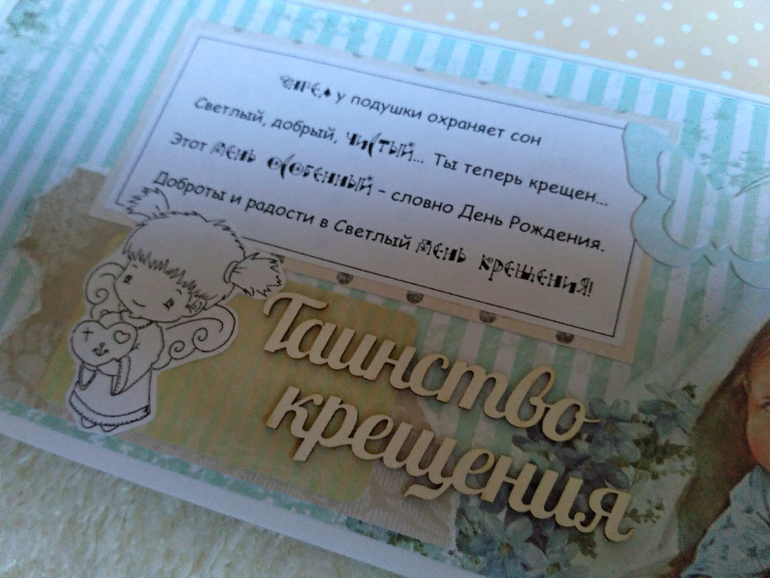 Ангел у подушки охраняет сон
Светлый, добрый, чистый... Ты теперь крещен...
Этот день особенный - словно День Рождения.
Доброты и радости в Светлый день крещения!
Таинство
крещения